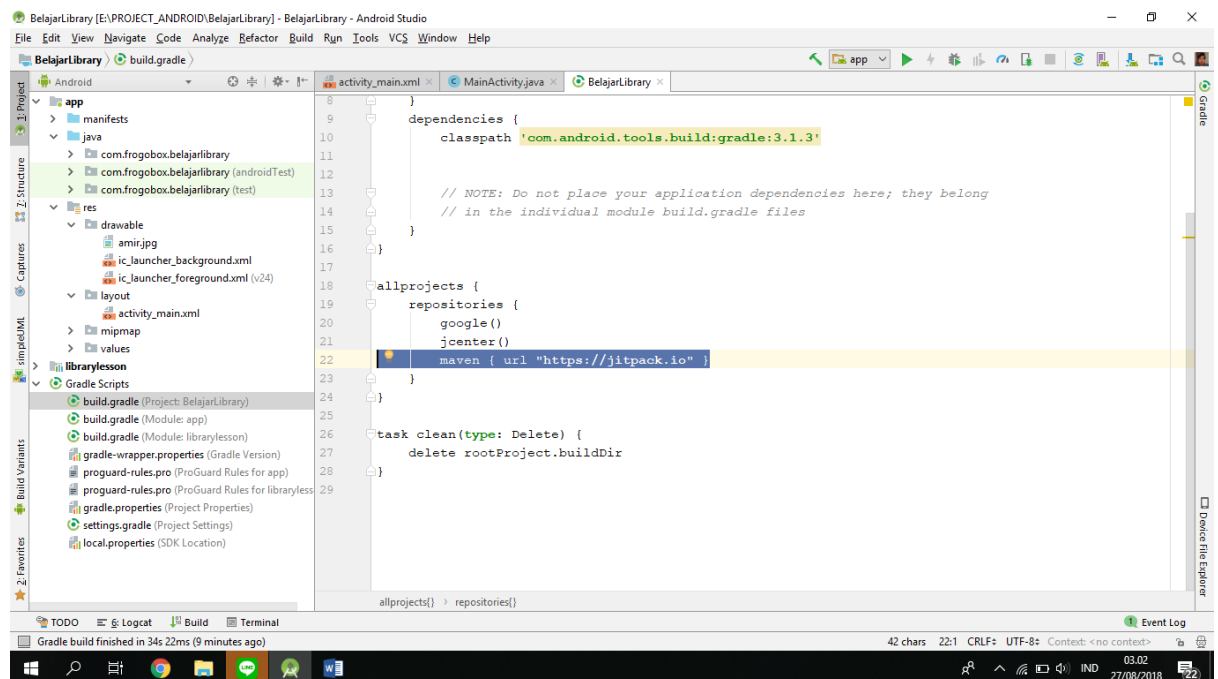 BelajarLibrary [E:\PROJECT_ANDROID\BelajarLibrary] - BelajarLibrary - Android Studio
File Edit View Navigate Code Analyze Refactor Build Run Tools VCS Window Help
BelajarLibrary build.gradle
app
Android
activity_main.xml
MainActivity.java
BelajarLibrary
1: Project
7: Structure
Captures
simpleUML
Build Variants
2: Favorites
app
manifests
java
com.frogobox.belajarlibrary
com.frogobox.belajarlibrary (androidTest)
com.frogobox.belajarlibrary (test)
res
drawable
amir.jpg
ic_launcher_background.xml
ic_launcher_foreground.xml (v24)
layout
activity_main.xml
mipmap
values
librarylesson
Gradle Scripts
build.gradle (Project: BelajarLibrary)
build.gradle (Module: app)
build.gradle (Module: librarylesson)
gradle-wrapper.properties (Gradle Version)
proguard-rules.pro (ProGuard Rules for app)
proguard-rules.pro (ProGuard Rules for libraryless
gradle.properties (Project Properties)
settings.gradle (Project Settings)
local.properties (SDK Location)
8 }
9 dependencies {
10 classpath 'com.android.tools.build:gradle:3.1.3'
11
12
13 // NOTE: Do not place your application dependencies here; they belong
14 // in the individual module build.gradle files
15 }
16 }
17
18 allprojects {
19 repositories {
20 google()
21 jcenter()
22 maven { url "https://jitpack.io" }
23 }
24 }
25
26 task clean(type: Delete) {
27 delete rootProject.buildDir
28 }
29
allprojects{} repositories{}
Gradle
Device File Explorer
TODO 6: Logcat Build Terminal
1 Event Log
Gradle build finished in 34s 22ms (9 minutes ago)
42 chars 22:1 CRLF UTF-8 Context: <no context>
LINE
W
IND
03.02
27/08/2018
22